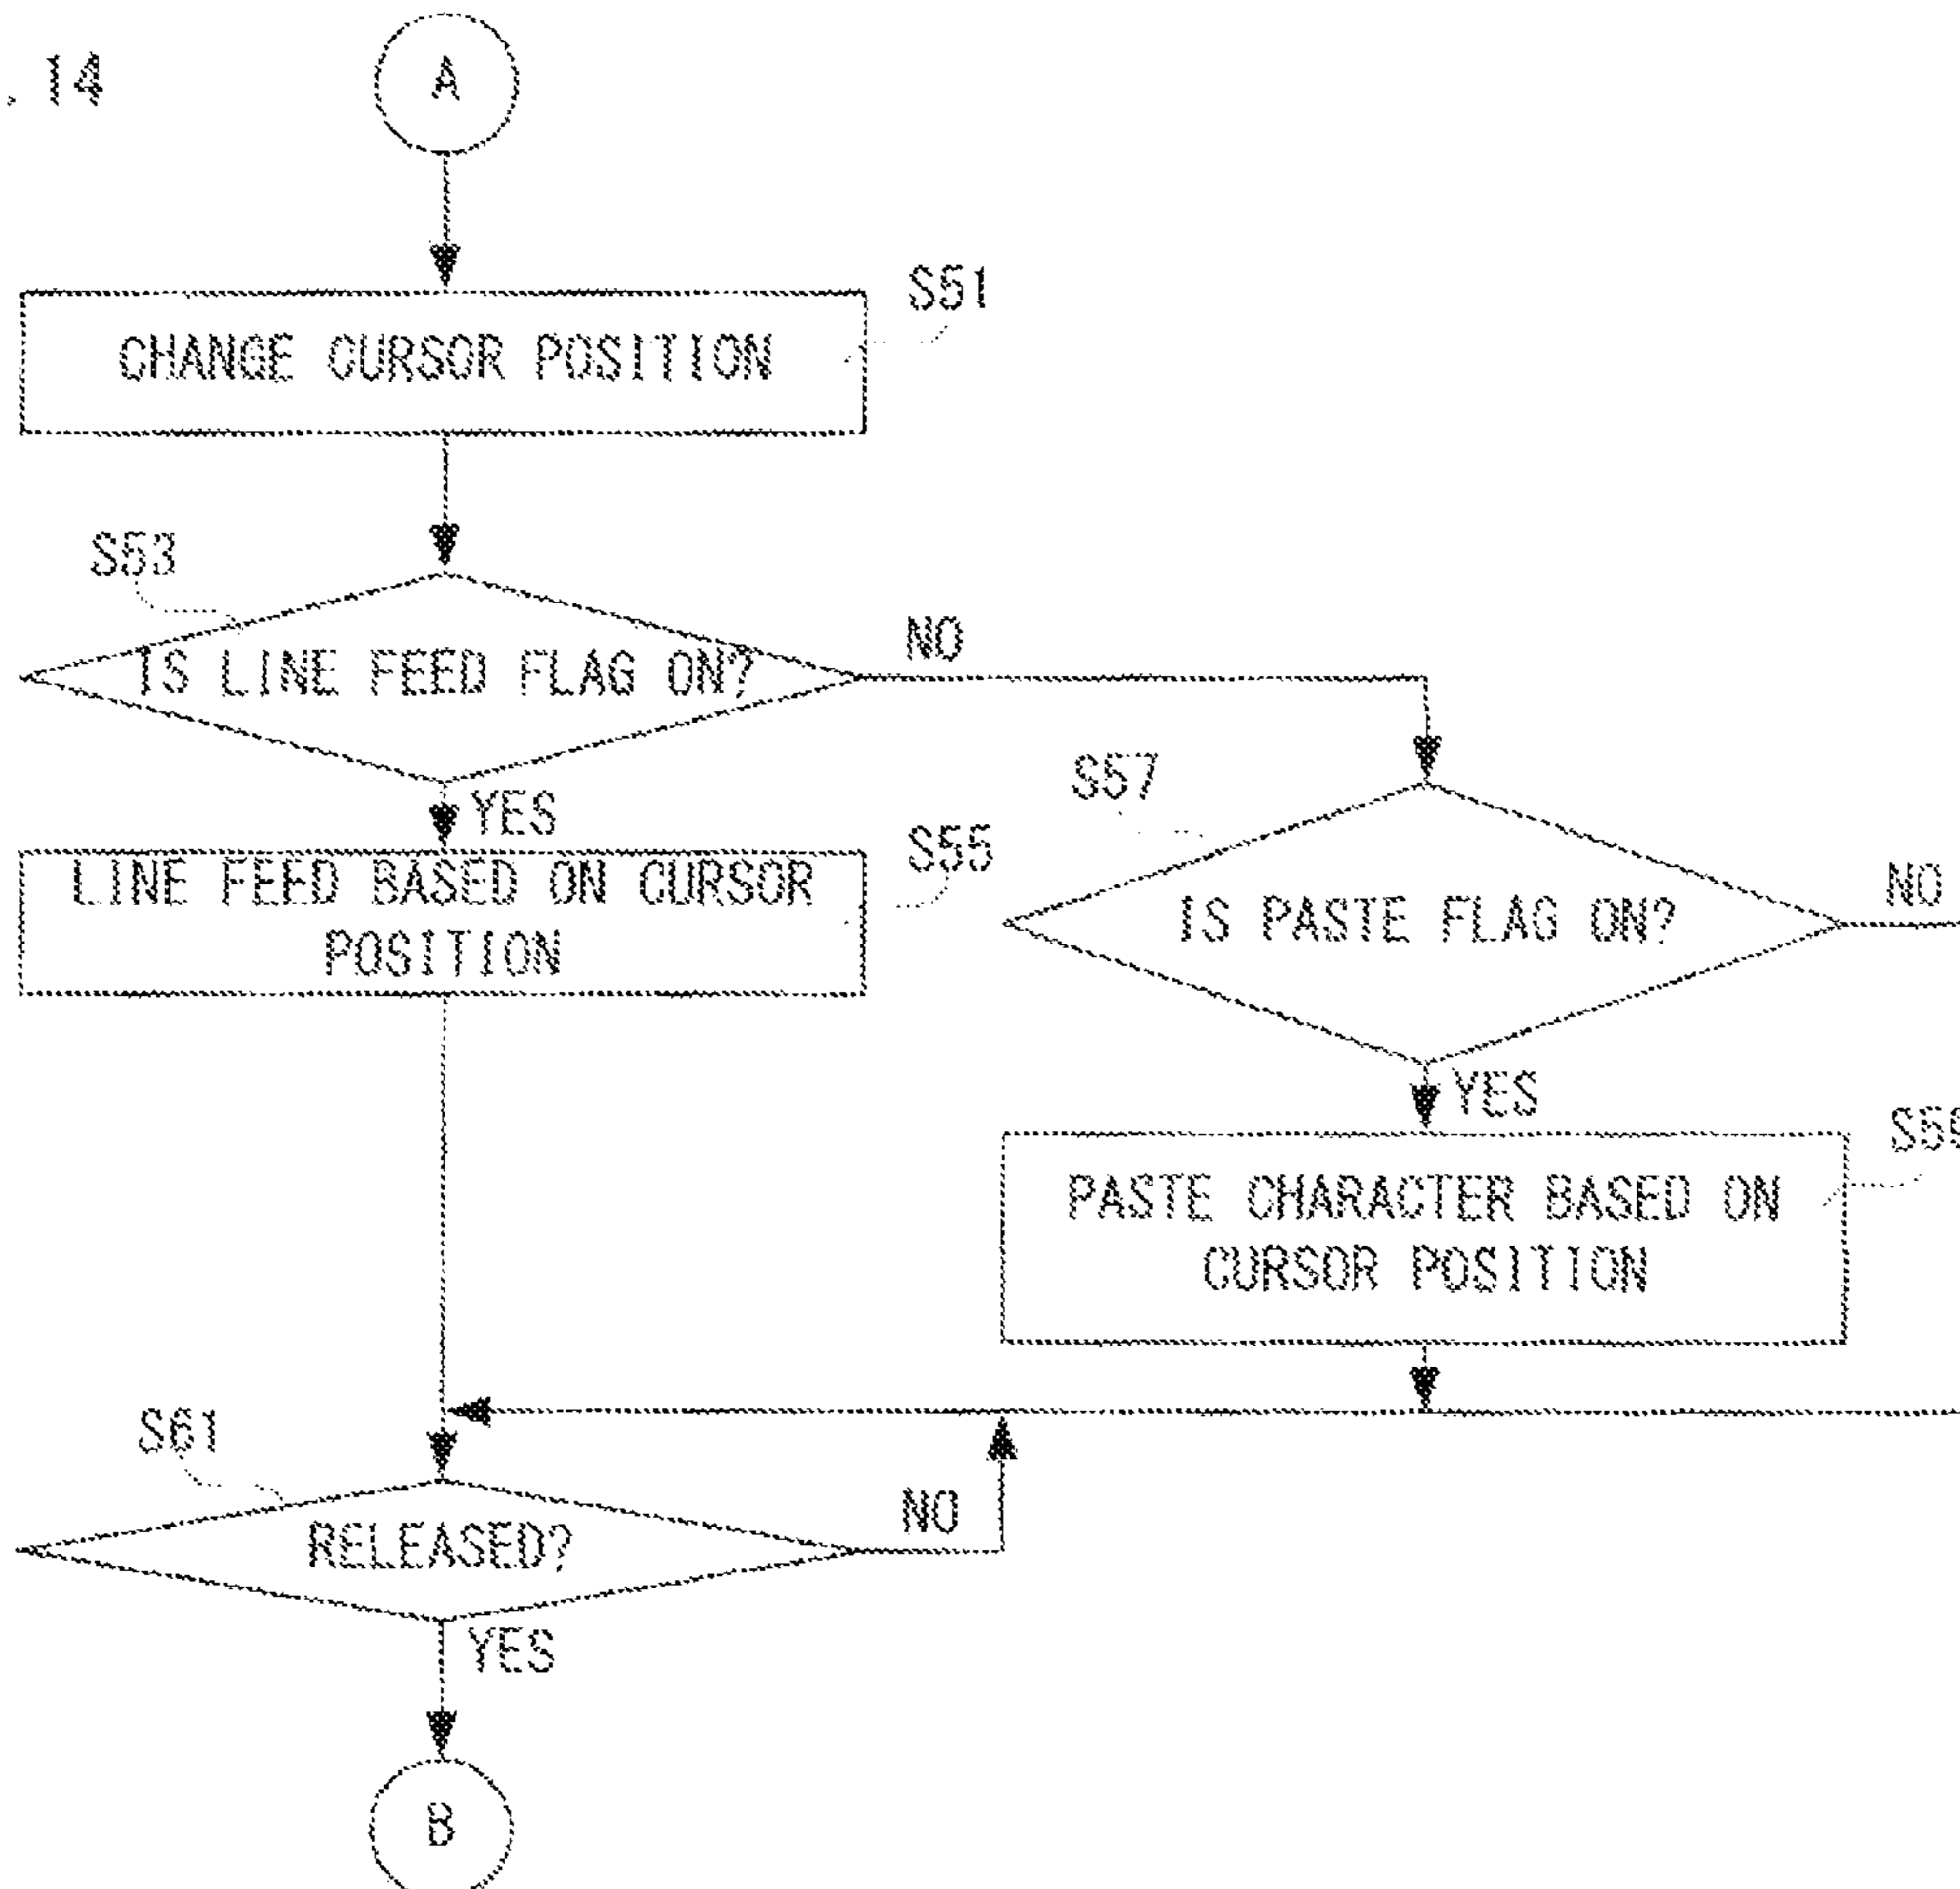 . 14
A
S51
CHANGE CURSOR POSITION
S53
IS LINE FEED FLAG ON?
NO
YES
S55
LINE FEED BASED ON CURSOR
POSITION
S57
IS PASTE FLAG ON?
NO
YES
PASTE CHARACTER BASED ON
CURSOR POSITION
S61
RELEASED?
NO
YES
B